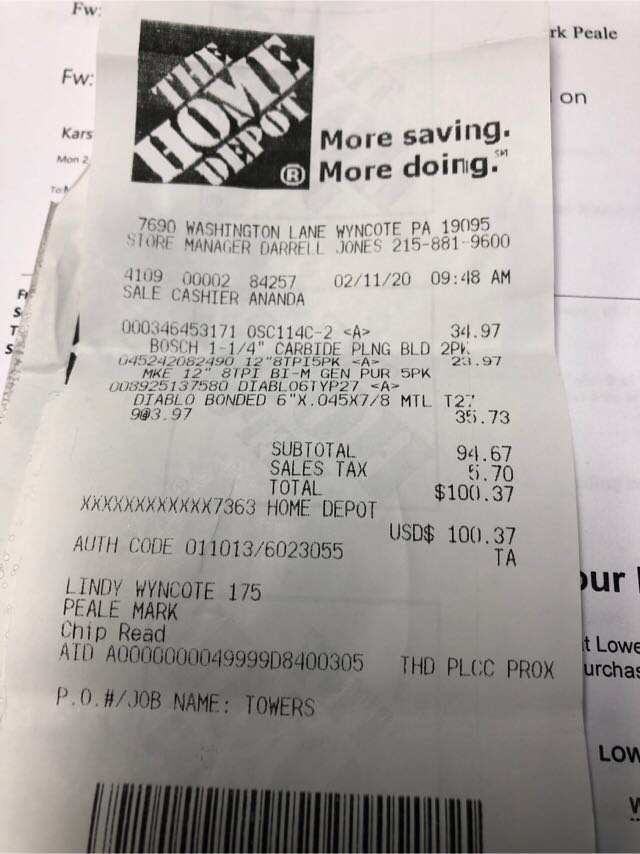 Fw:
rk Peale
Fw:
on
Kars
Mon 2
THE
HOME
DEPOT
®
More saving.
More doing.℠
7690 WASHINGTON LANE WYNCOTE PA 19095
STORE MANAGER DARRELL JONES 215-881-9600
4109 00002 84257 02/11/20 09:48 AM
SALE CASHIER ANANDA
000346453171 OSC114C-2 <A> 34.97
BOSCH 1-1/4" CARBIDE PLNG BLD 2PK
045242082490 12"8TPI5PK <A> 23.97
MKE 12" 8TPI BI-M GEN PUR 5PK
008925137580 DIABLO6TYP27 <A>
DIABLO BONDED 6"X.045X7/8 MTL T27
9@3.97 35.73
SUBTOTAL 94.67
SALES TAX 5.70
TOTAL $100.37
XXXXXXXXXXXX7363 HOME DEPOT
USD$ 100.37
AUTH CODE 011013/6023055 TA
LINDY WYNCOTE 175
PEALE MARK
Chip Read
AID A0000000049999D8400305 THD PLCC PROX
P.O.#/JOB NAME: TOWERS
our
t Lowe
urchas
LOW